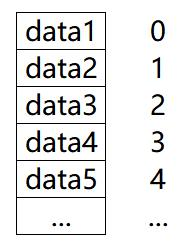 data1 0
data2 1
data3 2
data4 3
data5 4
... ...